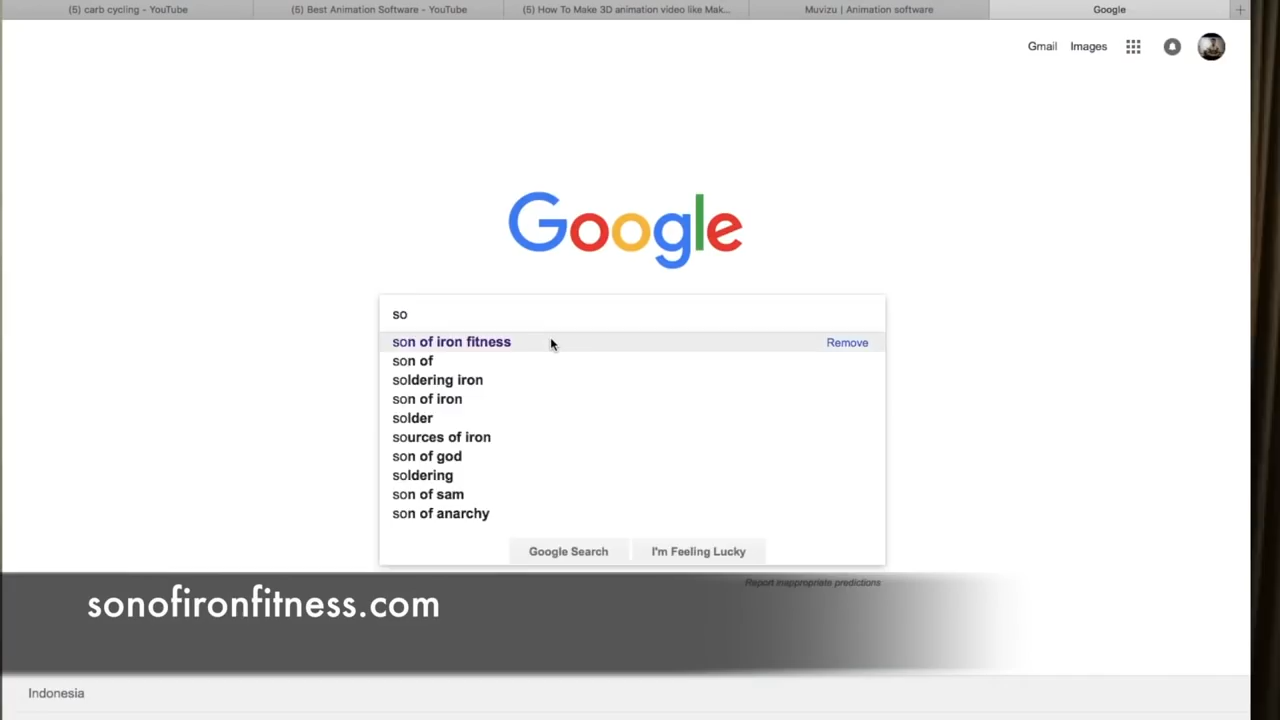 (5) carb cycling - YouTube
(5) Best Animation Software - YouTube
(5) How To Make 3D animation video like Mak...
Muvizu | Animation software
Google
Gmail
Images
Google
so
son of iron fitness
Remove
son of
soldering iron
son of iron
solder
sources of iron
son of god
soldering
son of sam
son of anarchy
Google Search
I'm Feeling Lucky
Report inappropriate predictions
sonofironfitness.com
Indonesia